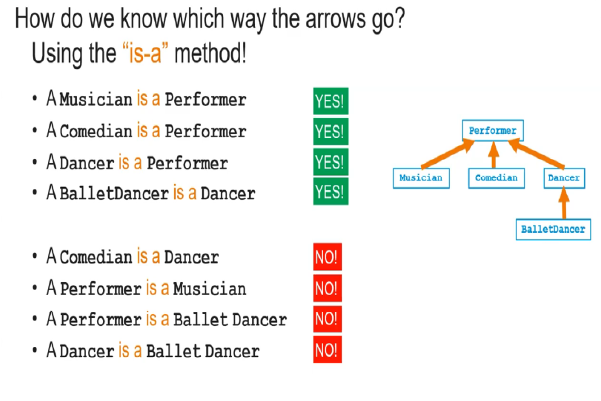 How do we know which way the arrows go?
Using the “is-a” method!
• A Musician is a Performer YES!
• A Comedian is a Performer YES!
• A Dancer is a Performer YES!
• A BalletDancer is a Dancer YES!
• A Comedian is a Dancer NO!
• A Performer is a Musician NO!
• A Performer is a Ballet Dancer NO!
• A Dancer is a Ballet Dancer NO!
Performer
Musician Comedian Dancer
BalletDancer